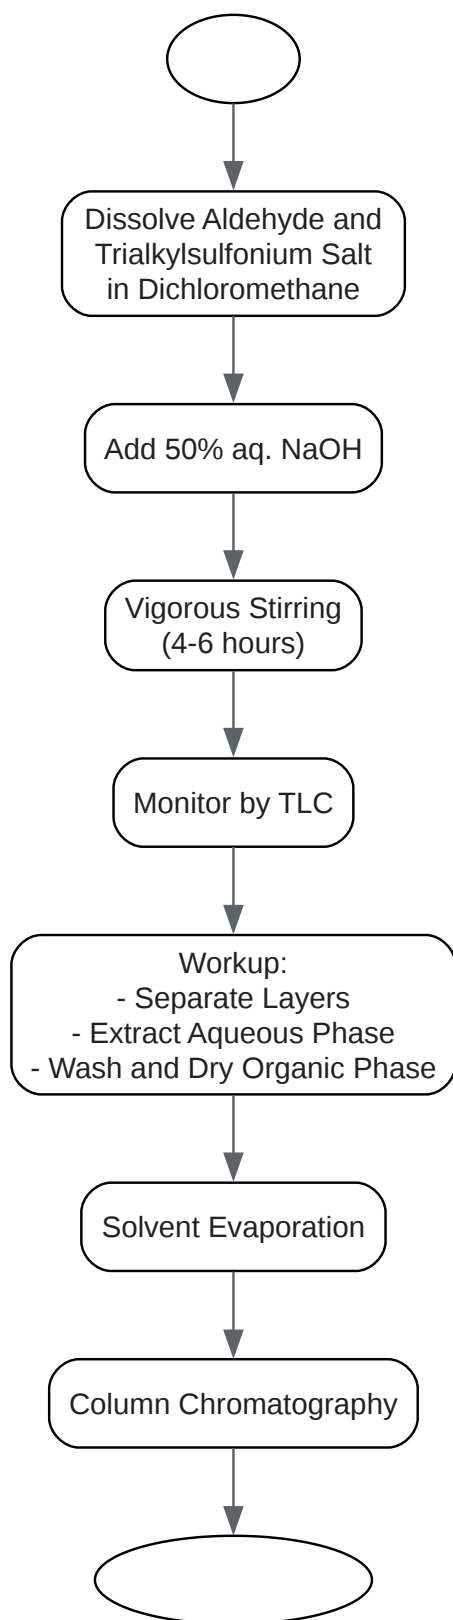 Dissolve Aldehyde and
Trialkylsulfonium Salt
in Dichloromethane
Add 50% aq. NaOH
Vigorous Stirring
(4-6 hours)
Monitor by TLC
Workup:
- Separate Layers
- Extract Aqueous Phase
- Wash and Dry Organic Phase
Solvent Evaporation
Column Chromatography